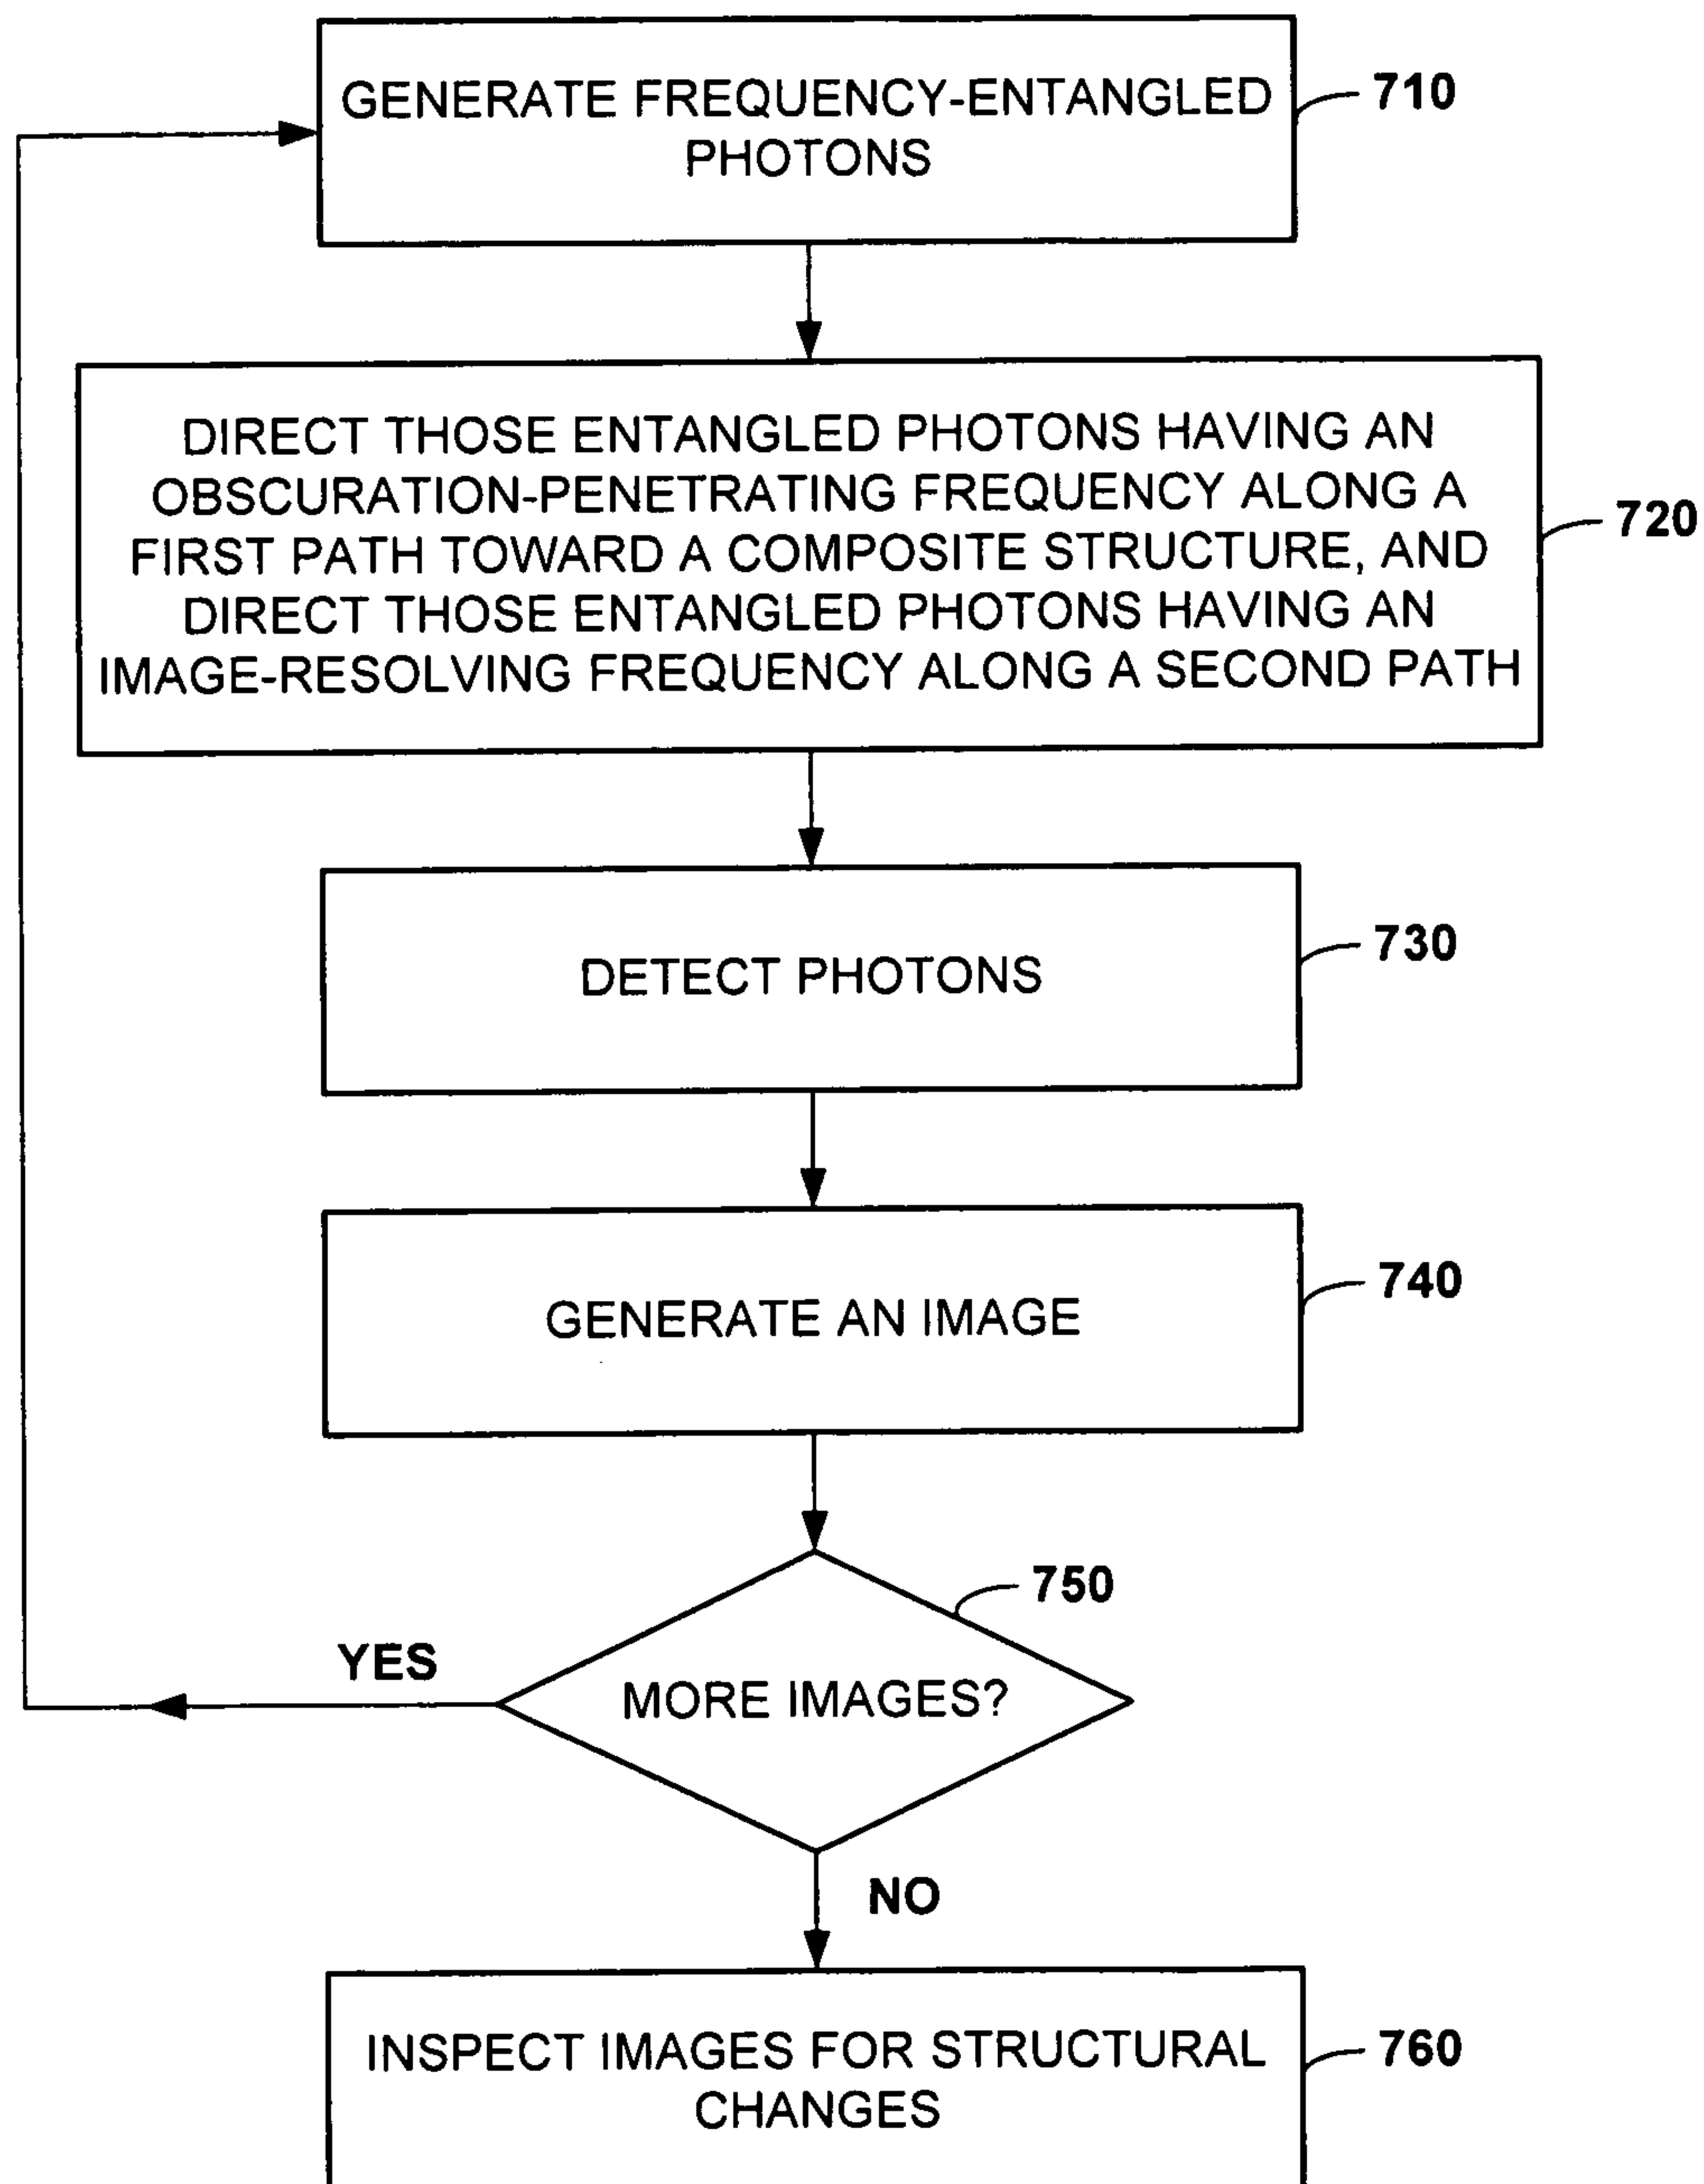 GENERATE FREQUENCY-ENTANGLED
PHOTONS
710
DIRECT THOSE ENTANGLED PHOTONS HAVING AN
OBSCURATION-PENETRATING FREQUENCY ALONG A
FIRST PATH TOWARD A COMPOSITE STRUCTURE, AND
DIRECT THOSE ENTANGLED PHOTONS HAVING AN
IMAGE-RESOLVING FREQUENCY ALONG A SECOND PATH
720
DETECT PHOTONS
730
GENERATE AN IMAGE
740
750
YES
MORE IMAGES?
NO
INSPECT IMAGES FOR STRUCTURAL
CHANGES
760